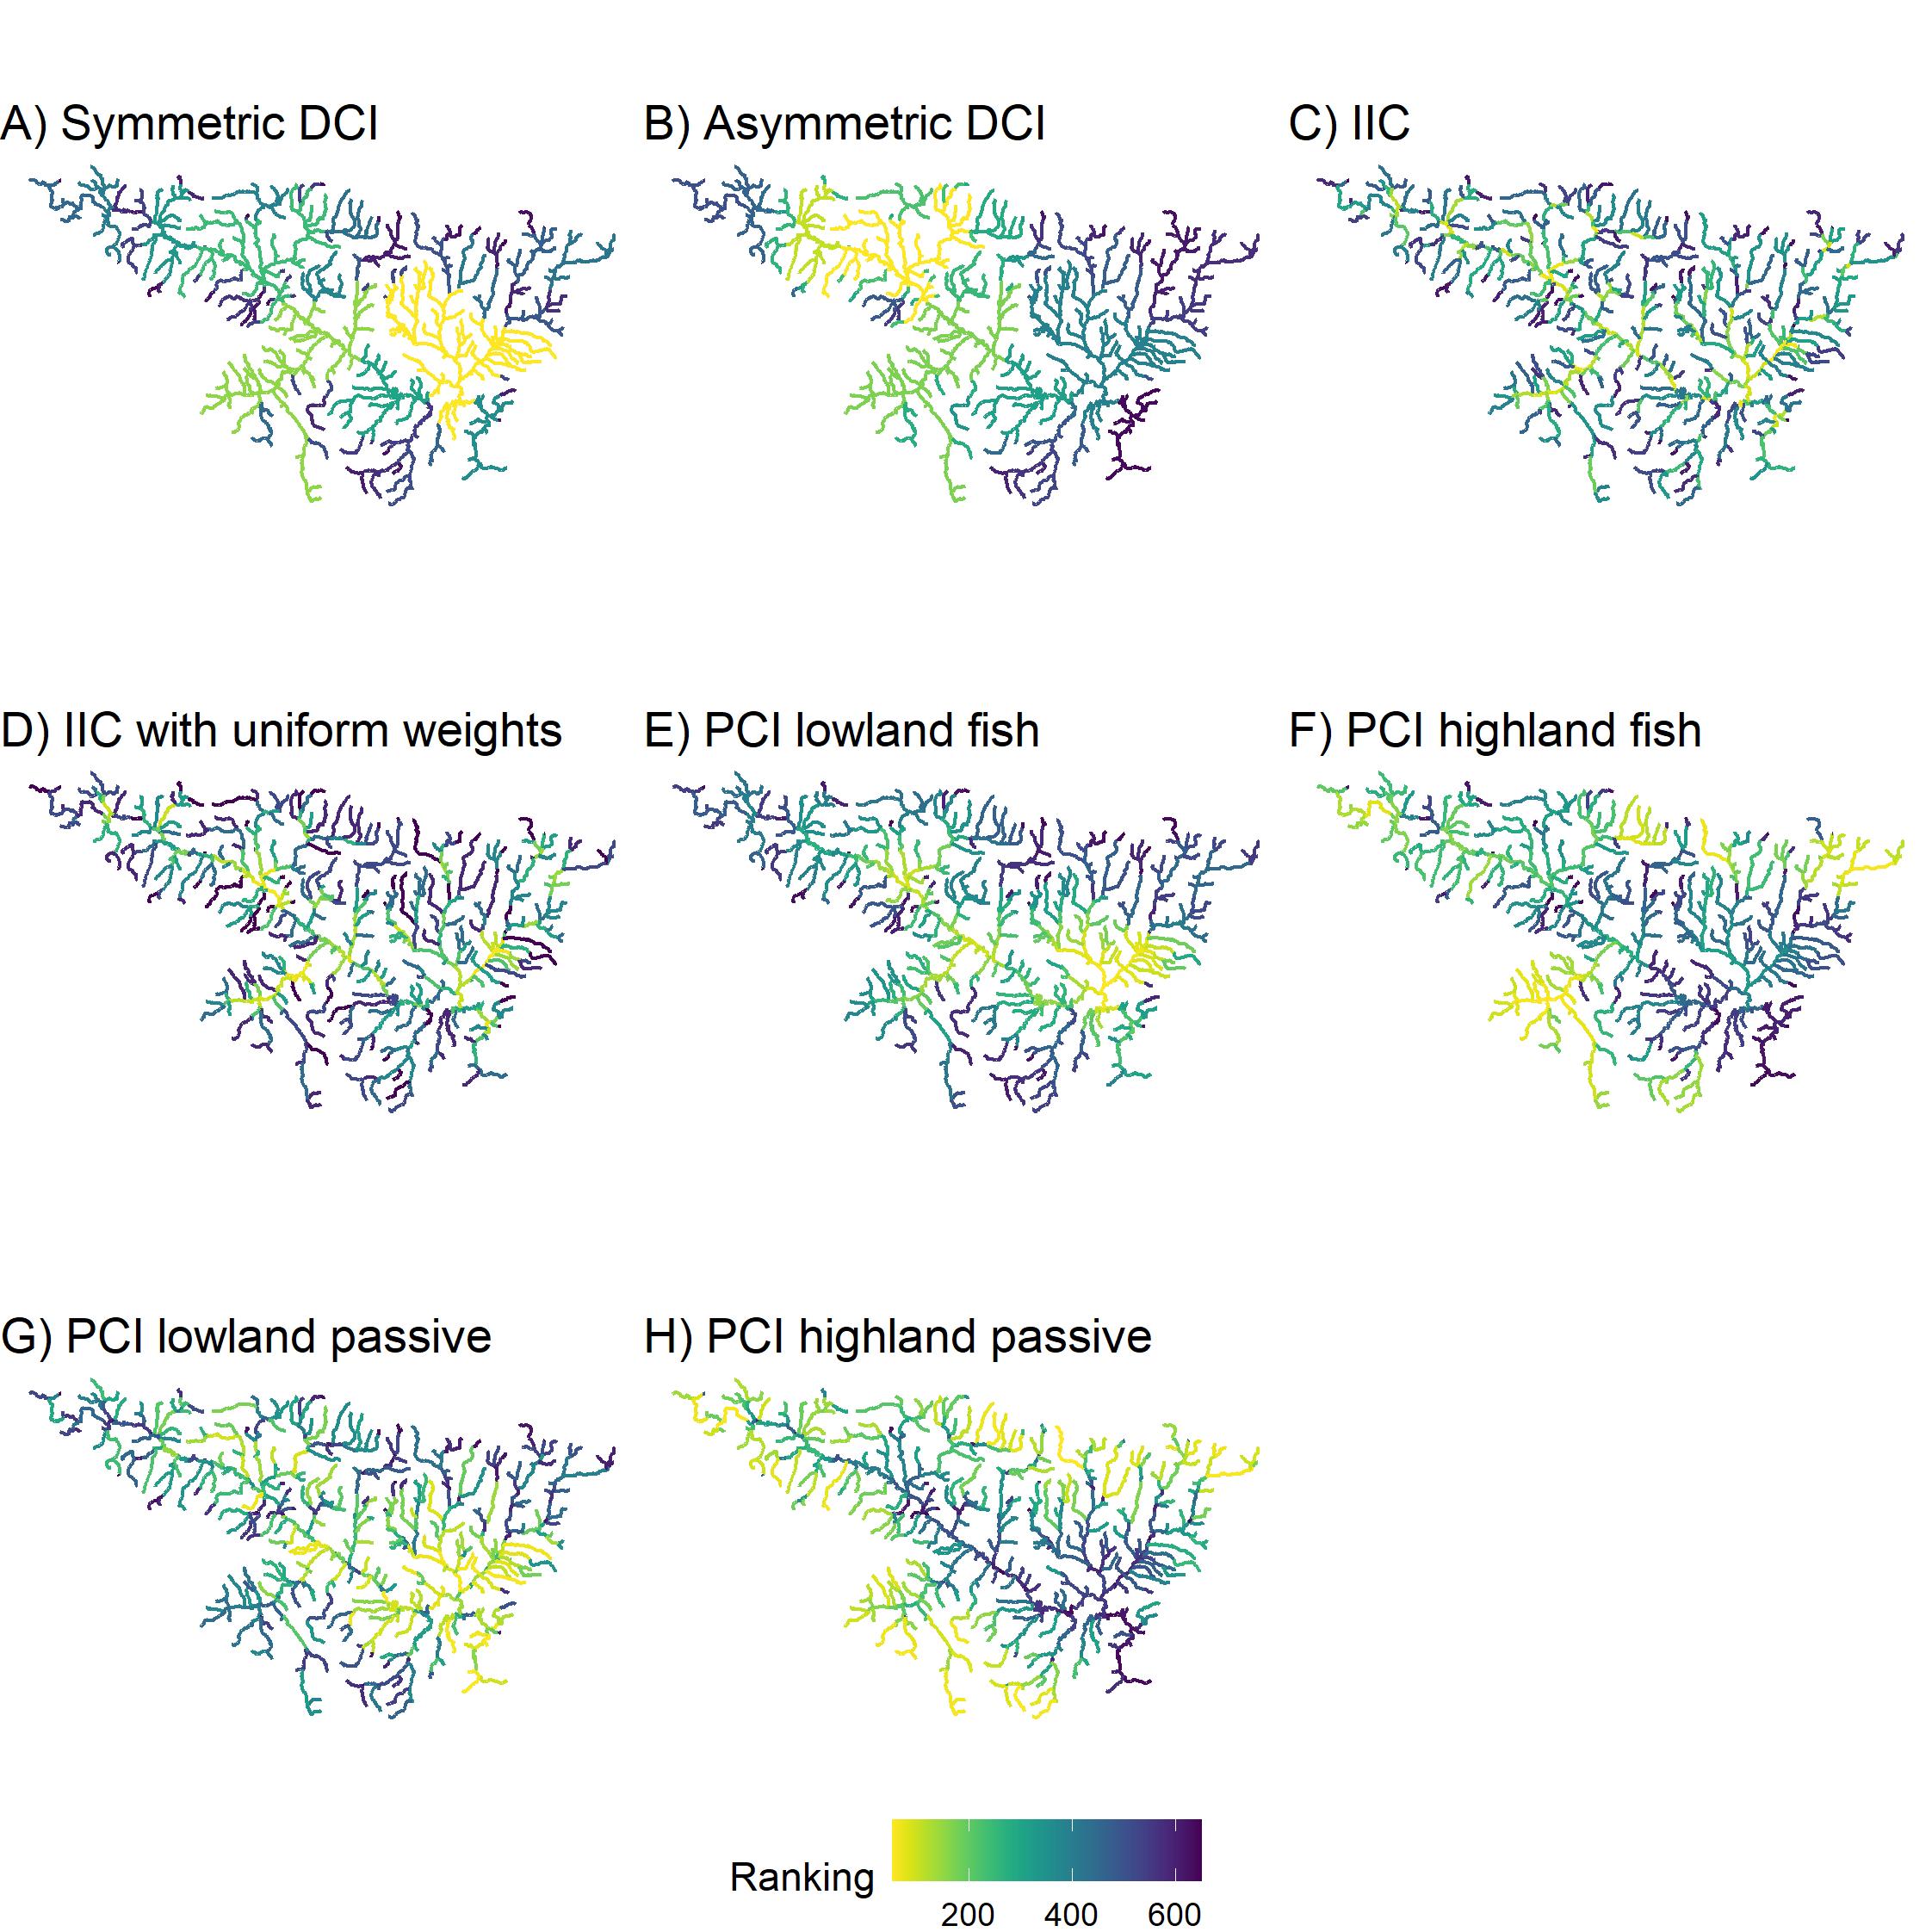 A) Symmetric DCI
B) Asymmetric DCI
C) IIC
D) IIC with uniform weights
E) PCI lowland fish
F) PCI highland fish
G) PCI lowland passive
H) PCI highland passive
Ranking
200 400 600